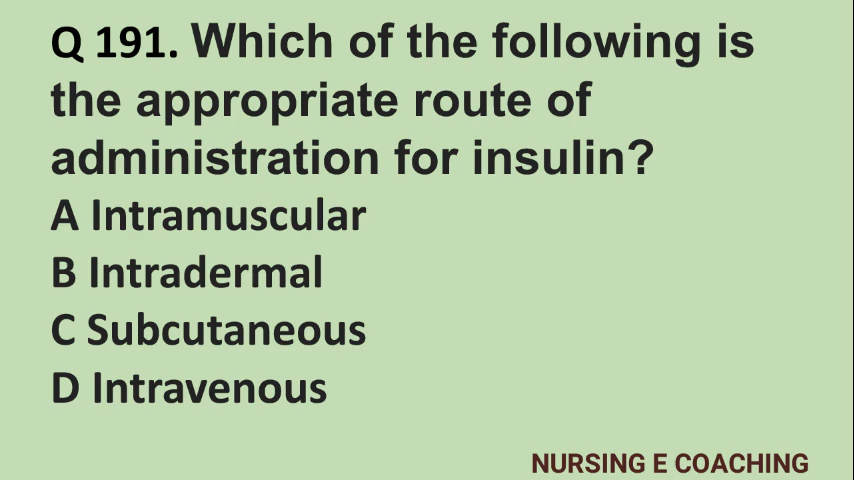 Q 191. Which of the following is
the appropriate route of
administration for insulin?
A Intramuscular
B Intradermal
C Subcutaneous
D Intravenous
NURSING E COACHING